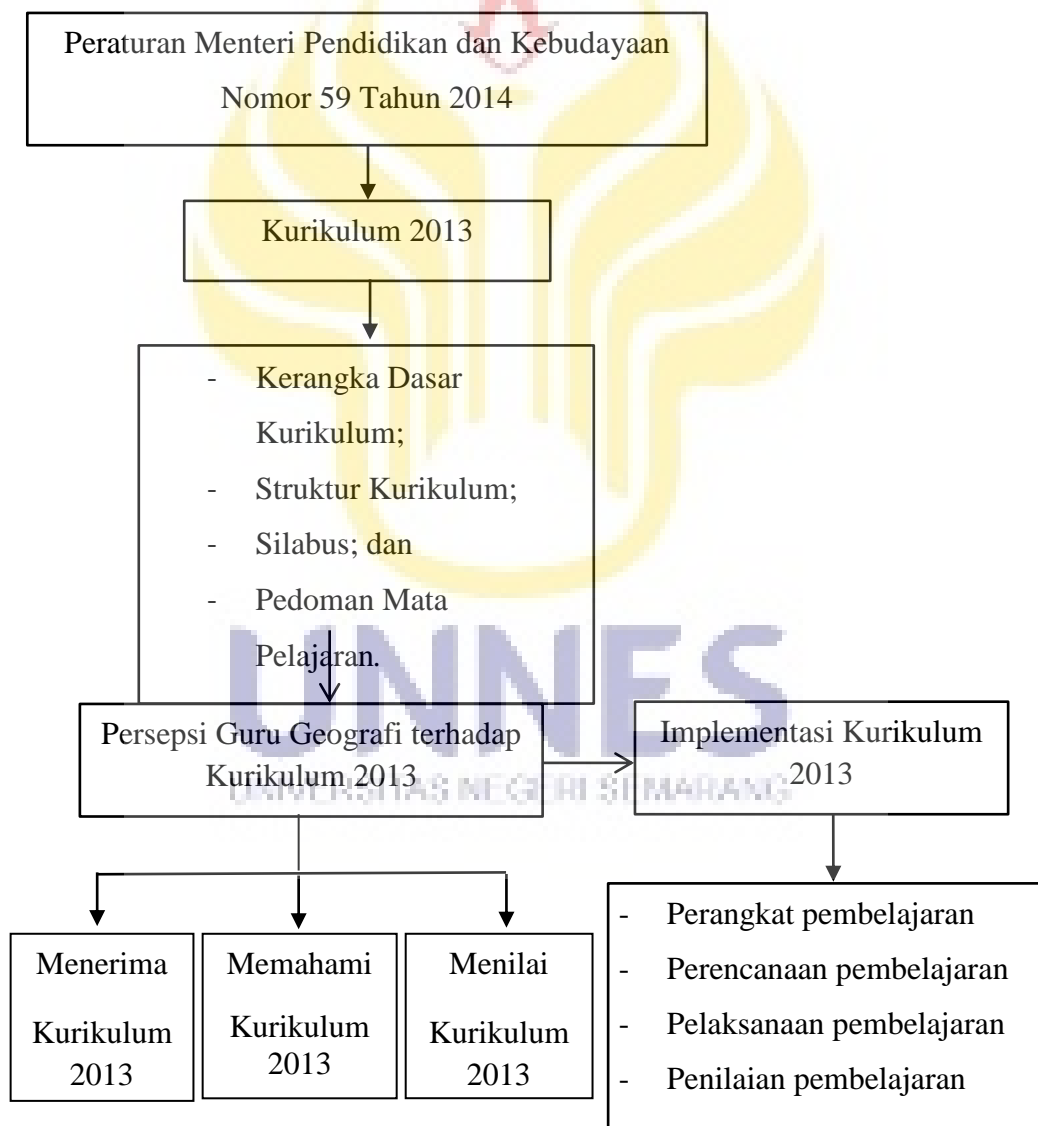 Peraturan Menteri Pendidikan dan Kebudayaan
Nomor 59 Tahun 2014
Kurikulum 2013
- Kerangka Dasar
Kurikulum;
- Struktur Kurikulum;
- Silabus; dan
- Pedoman Mata
Pelajaran.
UNNES
UNIVERSITAS NEGERI SEMARANG
Persepsi Guru Geografi terhadap
Kurikulum 2013
Implementasi Kurikulum
2013
Menerima
Kurikulum
2013
Memahami
Kurikulum
2013
Menilai
Kurikulum
2013
- Perangkat pembelajaran
- Perencanaan pembelajaran
- Pelaksanaan pembelajaran
- Penilaian pembelajaran